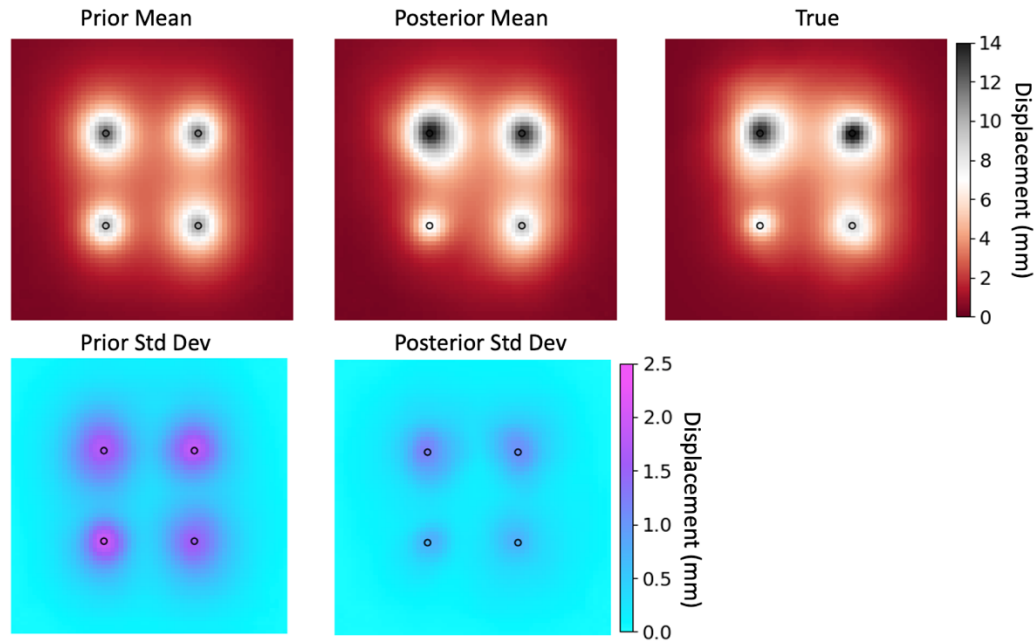 Prior Mean
Posterior Mean
True
14
12
10
8
6
4
2
0
Displacement (mm)
Prior Std Dev
Posterior Std Dev
2.5
2.0
1.5
1.0
0.5
0.0
Displacement (mm)